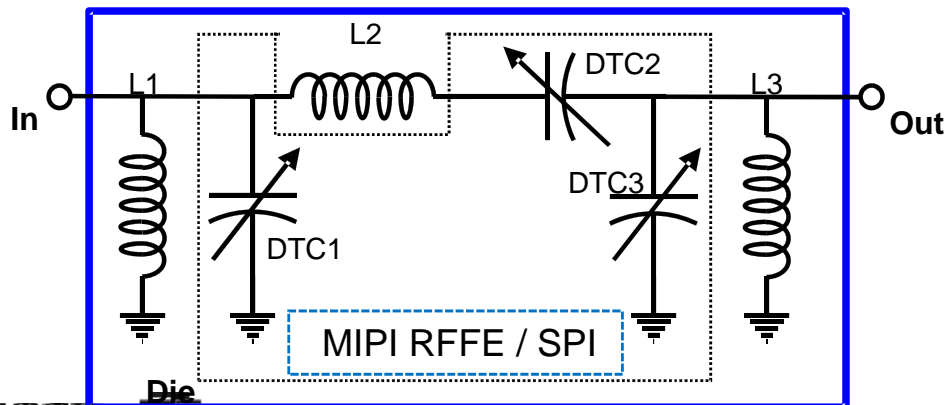 L2
L1
DTC2
L3
In
Out
DTC3
DTC1
MIPI RFFE / SPI
Die